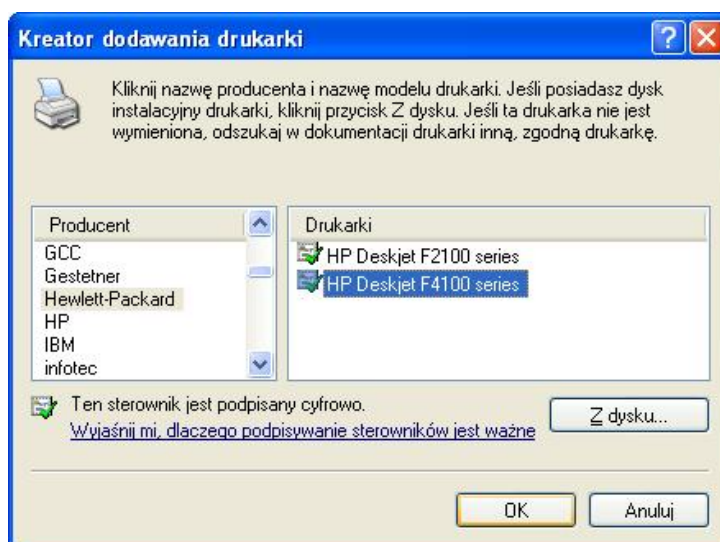 Kreator dodawania drukarki
Kliknij nazwę producenta i nazwę modelu drukarki. Jeśli posiadasz dysk
instalacyjny drukarki, kliknij przycisk Z dysku. Jeśli ta drukarka nie jest
wymieniona, odszukaj w dokumentacji drukarki inną, zgodną drukarkę.
Producent
GCC
Gestetner
Hewlett-Packard
HP
IBM
infotec
Drukarki
HP Deskjet F2100 series
HP Deskjet F4100 series
Ten sterownik jest podpisany cyfrowo.
Wyjaśnij mi, dlaczego podpisywanie sterowników jest ważne
Z dysku...
OK
Anuluj